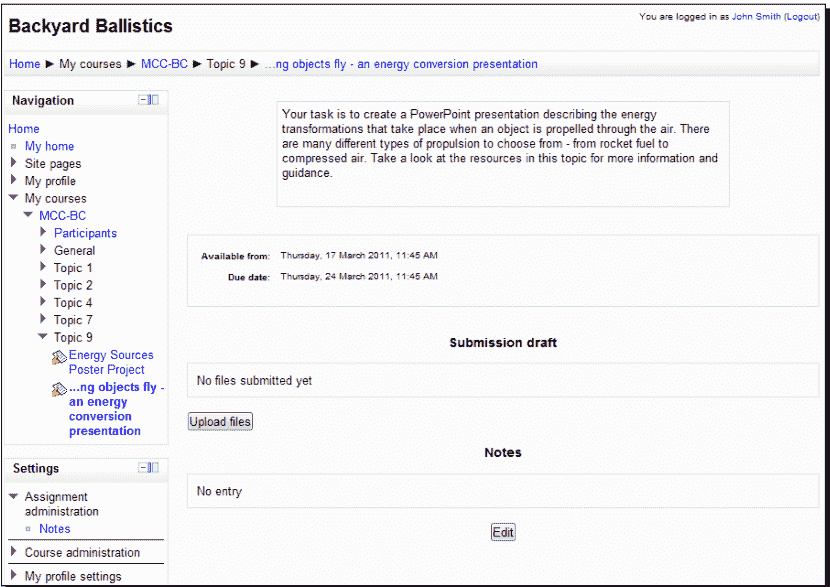 You are logged in as John Smith (Logout)
Backyard Ballistics
Home ► My courses ► MCC-BC ► Topic 9 ► ...ng objects fly - an energy conversion presentation
Navigation
Home
My home
Site pages
My profile
My courses
MCC-BC
Participants
General
Topic 1
Topic 2
Topic 4
Topic 7
Topic 9
Energy Sources
Poster Project
...ng objects fly -
an energy
conversion
presentation
Settings
Assignment
administration
Notes
Course administration
My profile settings
Your task is to create a PowerPoint presentation describing the energy
transformations that take place when an object is propelled through the air. There
are many different types of propulsion to choose from - from rocket fuel to
compressed air. Take a look at the resources in this topic for more information and
guidance.
Available from: Thursday, 17 March 2011, 11:45 AM
Due date: Thursday, 24 March 2011, 11:45 AM
Submission draft
No files submitted yet
Upload files
Notes
No entry
Edit